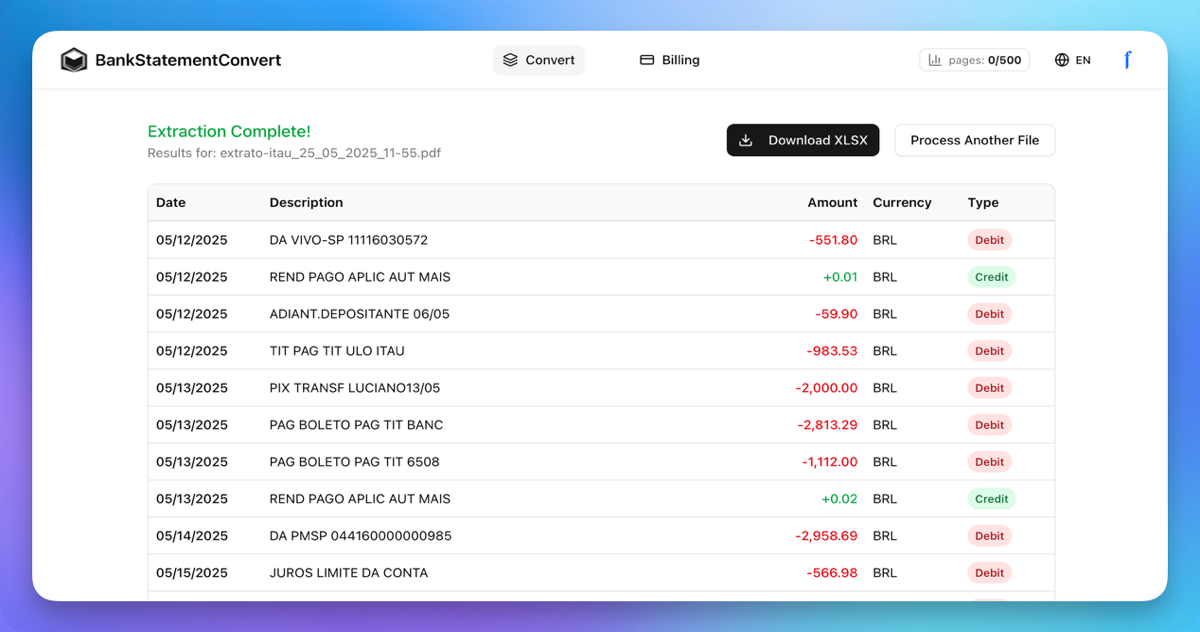 BankStatementConvert Convert Billing pages: 0/500 EN f
Extraction Complete!
Results for: extrato-itau_25_05_2025_11-55.pdf
Download XLSX Process Another File
Date Description Amount Currency Type
05/12/2025 DA VIVO-SP 11116030572 -551.80 BRL Debit
05/12/2025 REND PAGO APLIC AUT MAIS +0.01 BRL Credit
05/12/2025 ADIANT.DEPOSITANTE 06/05 -59.90 BRL Debit
05/12/2025 TIT PAG TIT ULO ITAU -983.53 BRL Debit
05/13/2025 PIX TRANSF LUCIANO13/05 -2,000.00 BRL Debit
05/13/2025 PAG BOLETO PAG TIT BANC -2,813.29 BRL Debit
05/13/2025 PAG BOLETO PAG TIT 6508 -1,112.00 BRL Debit
05/13/2025 REND PAGO APLIC AUT MAIS +0.02 BRL Credit
05/14/2025 DA PMSP 044160000000985 -2,958.69 BRL Debit
05/15/2025 JUROS LIMITE DA CONTA -566.98 BRL Debit